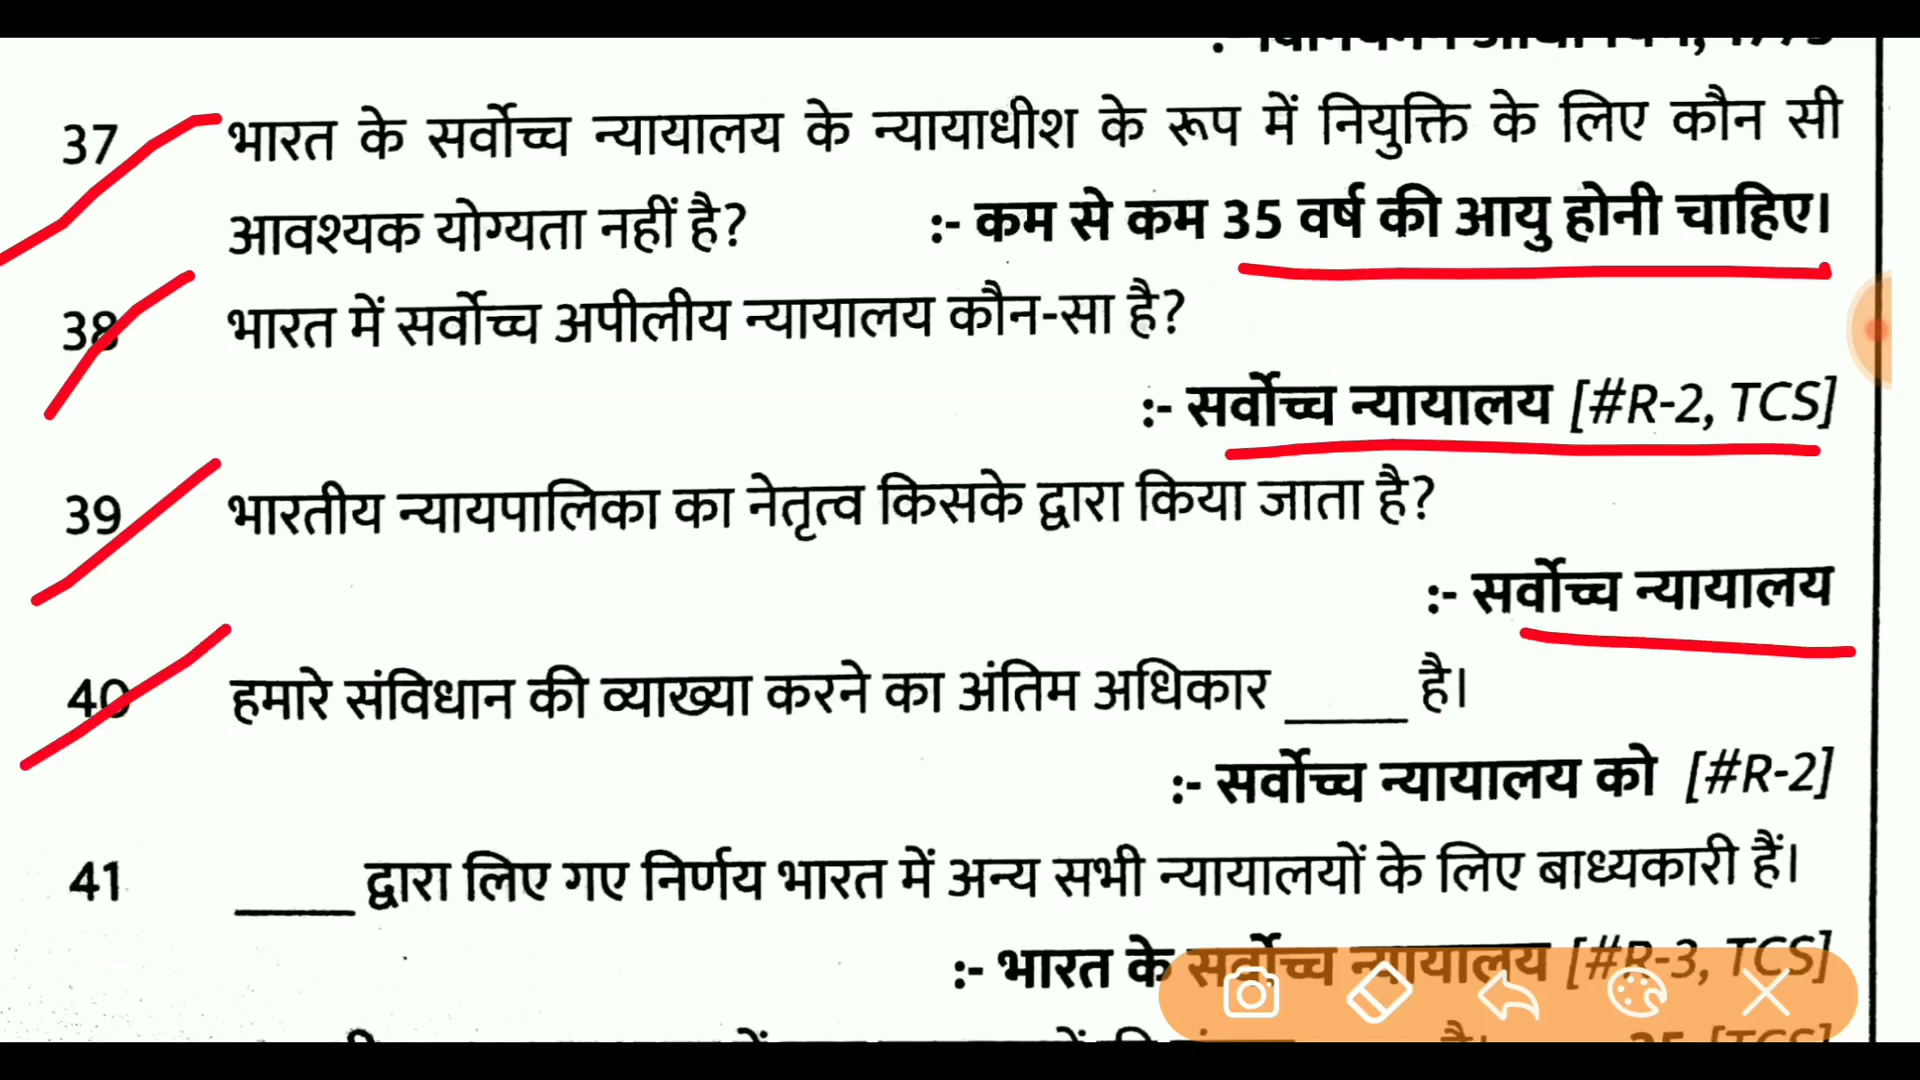 37 भारत के सर्वोच्च न्यायालय के न्यायाधीश के रूप में नियुक्ति के लिए कौन सी
आवश्यक योग्यता नहीं है? :- कम से कम 35 वर्ष की आयु होनी चाहिए।
38 भारत में सर्वोच्च अपीलीय न्यायालय कौन-सा है?
:- सर्वोच्च न्यायालय [#R-2, TCS]
39 भारतीय न्यायपालिका का नेतृत्व किसके द्वारा किया जाता है?
:- सर्वोच्च न्यायालय
40 हमारे संविधान की व्याख्या करने का अंतिम अधिकार _____ है।
:- सर्वोच्च न्यायालय को [#R-2]
41 _____ द्वारा लिए गए निर्णय भारत में अन्य सभी न्यायालयों के लिए बाध्यकारी हैं।
:- भारत के सर्वोच्च न्यायालय [#R-3, TCS]